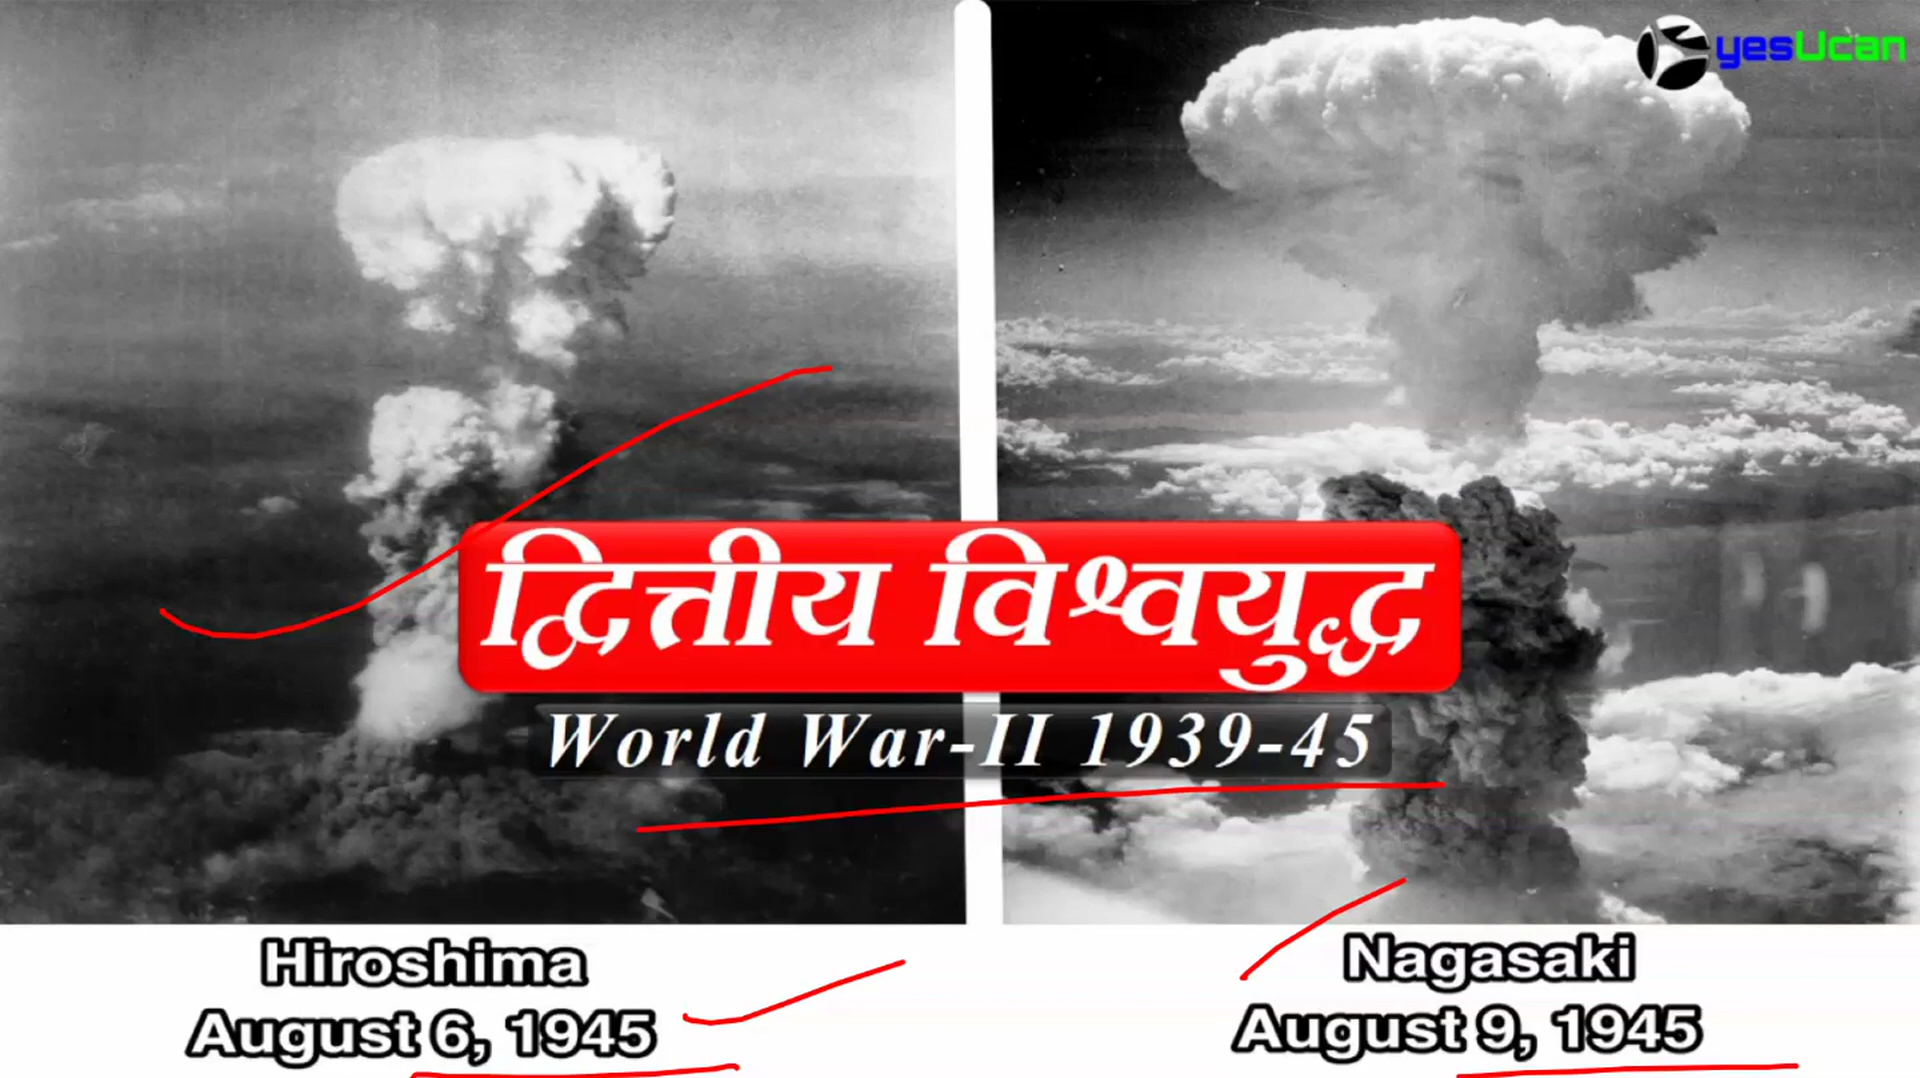 yesUcan
द्वित्तीय विश्वयुद्ध
World War-II 1939-45
Hiroshima
August 6, 1945
Nagasaki
August 9, 1945